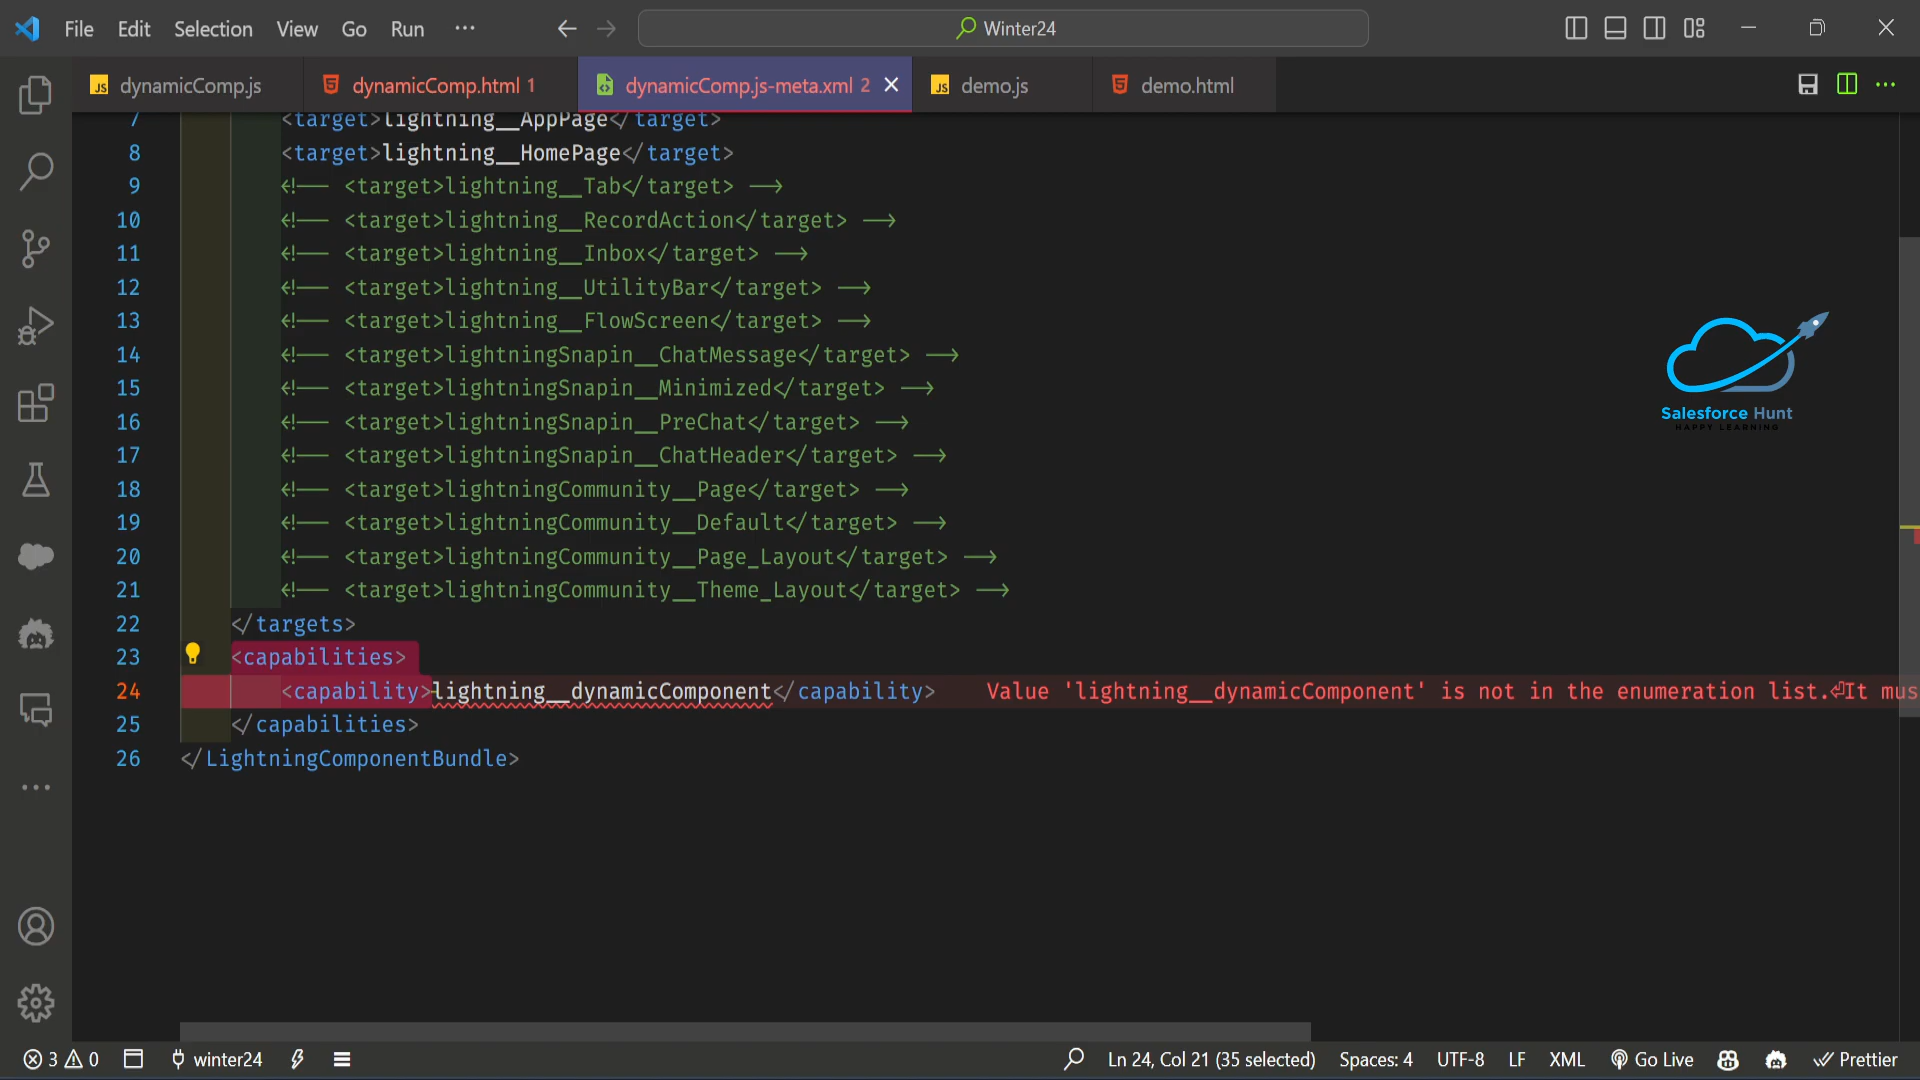 File Edit Selection View Go Run ··· Winter24
dynamicComp.js dynamicComp.html 1 dynamicComp.js-meta.xml 2 demo.js demo.html
7 <target>lightning__AppPage</target>
8 <target>lightning__HomePage</target>
9 <!-- <target>lightning__Tab</target> -->
10 <!-- <target>lightning__RecordAction</target> -->
11 <!-- <target>lightning__Inbox</target> -->
12 <!-- <target>lightning__UtilityBar</target> -->
13 <!-- <target>lightning__FlowScreen</target> -->
14 <!-- <target>lightningSnapin__ChatMessage</target> -->
15 <!-- <target>lightningSnapin__Minimized</target> -->
16 <!-- <target>lightningSnapin__PreChat</target> -->
17 <!-- <target>lightningSnapin__ChatHeader</target> -->
18 <!-- <target>lightningCommunity__Page</target> -->
19 <!-- <target>lightningCommunity__Default</target> -->
20 <!-- <target>lightningCommunity__Page_Layout</target> -->
21 <!-- <target>lightningCommunity__Theme_Layout</target> -->
22 </targets>
23 <capabilities>
24 <capability>lightning__dynamicComponent</capability> Value 'lightning__dynamicComponent' is not in the enumeration list.⏎It mus
25 </capabilities>
26 </LightningComponentBundle>
Salesforce Hunt
HAPPY LEARNING
3 0 winter24 Ln 24, Col 21 (35 selected) Spaces: 4 UTF-8 LF XML Go Live Prettier